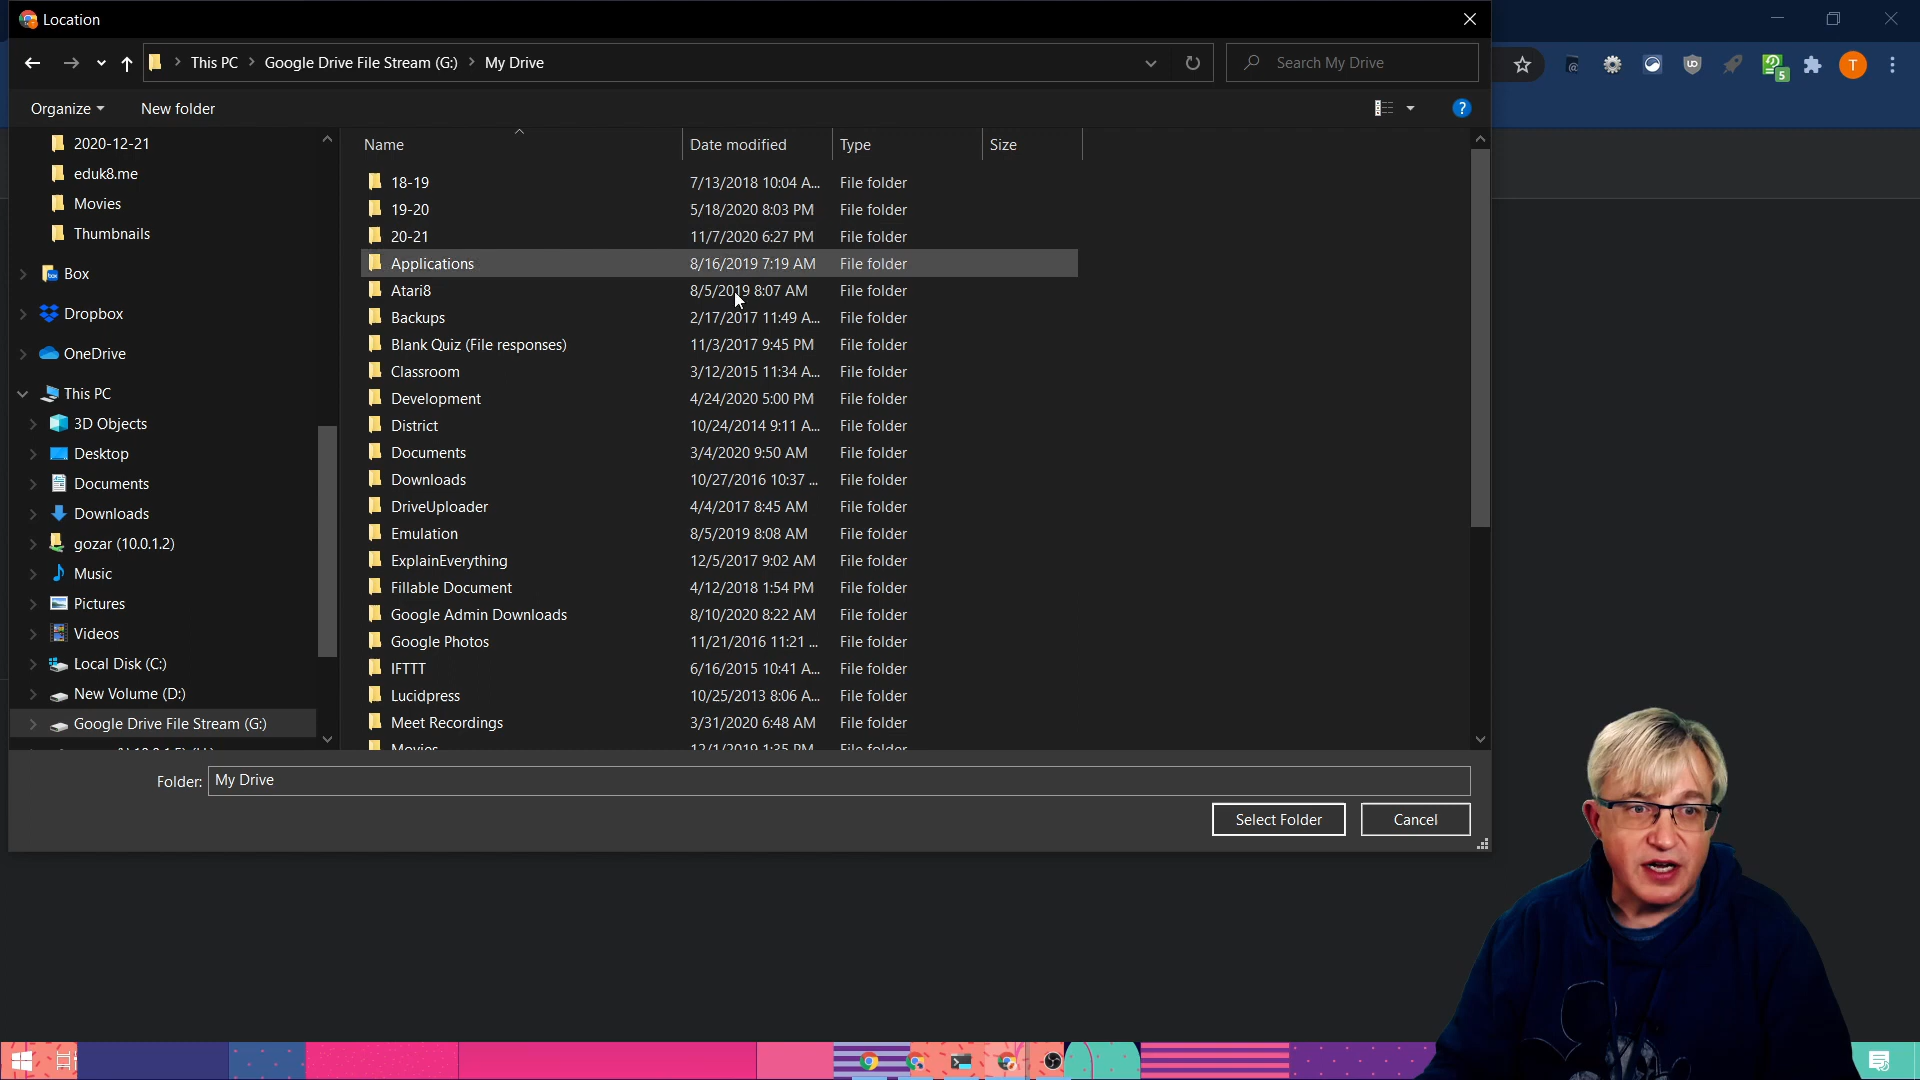 Location
This PC > Google Drive File Stream (G:) > My Drive
Search My Drive
Organize
New folder
?
T
5
@
2020-12-21
eduk8.me
Movies
Thumbnails
Box
Dropbox
OneDrive
This PC
3D Objects
Desktop
Documents
Downloads
gozar (10.0.1.2)
Music
Pictures
Videos
Local Disk (C:)
New Volume (D:)
Google Drive File Stream (G:)
Name Date modified Type Size
18-19 7/13/2018 10:04 A... File folder
19-20 5/18/2020 8:03 PM File folder
20-21 11/7/2020 6:27 PM File folder
Applications 8/16/2019 7:19 AM File folder
Atari8 8/5/2019 8:07 AM File folder
Backups 2/17/2017 11:49 A... File folder
Blank Quiz (File responses) 11/3/2017 9:45 PM File folder
Classroom 3/12/2015 11:34 A... File folder
Development 4/24/2020 5:00 PM File folder
District 10/24/2014 9:11 A... File folder
Documents 3/4/2020 9:50 AM File folder
Downloads 10/27/2016 10:37 ... File folder
DriveUploader 4/4/2017 8:45 AM File folder
Emulation 8/5/2019 8:08 AM File folder
ExplainEverything 12/5/2017 9:02 AM File folder
Fillable Document 4/12/2018 1:54 PM File folder
Google Admin Downloads 8/10/2020 8:22 AM File folder
Google Photos 11/21/2016 11:21 ... File folder
IFTTT 6/16/2015 10:41 A... File folder
Lucidpress 10/25/2013 8:06 A... File folder
Meet Recordings 3/31/2020 6:48 AM File folder
Movies 12/1/2019 1:35 PM File folder
Folder: My Drive
Select Folder
Cancel